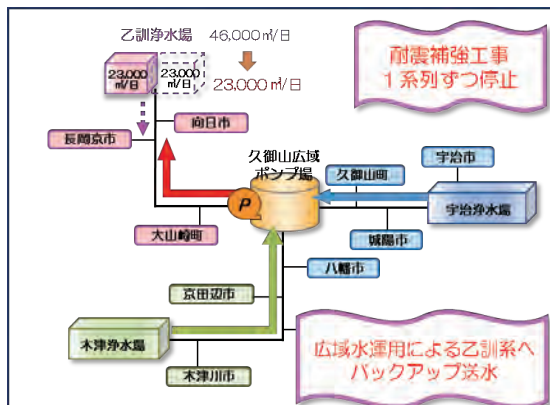 乙訓浄水場 46,000㎥/日
23,000㎥/日
23,000
㎥/日
23,000
㎥/日
耐震補強工事
1系列ずつ停止
向日市
長岡京市
久御山広域
ポンプ場
久御山町
宇治市
P
宇治浄水場
大山崎町
城陽市
八幡市
京田辺市
木津浄水場
木津川市
広域水運用による乙訓系へ
バックアップ送水